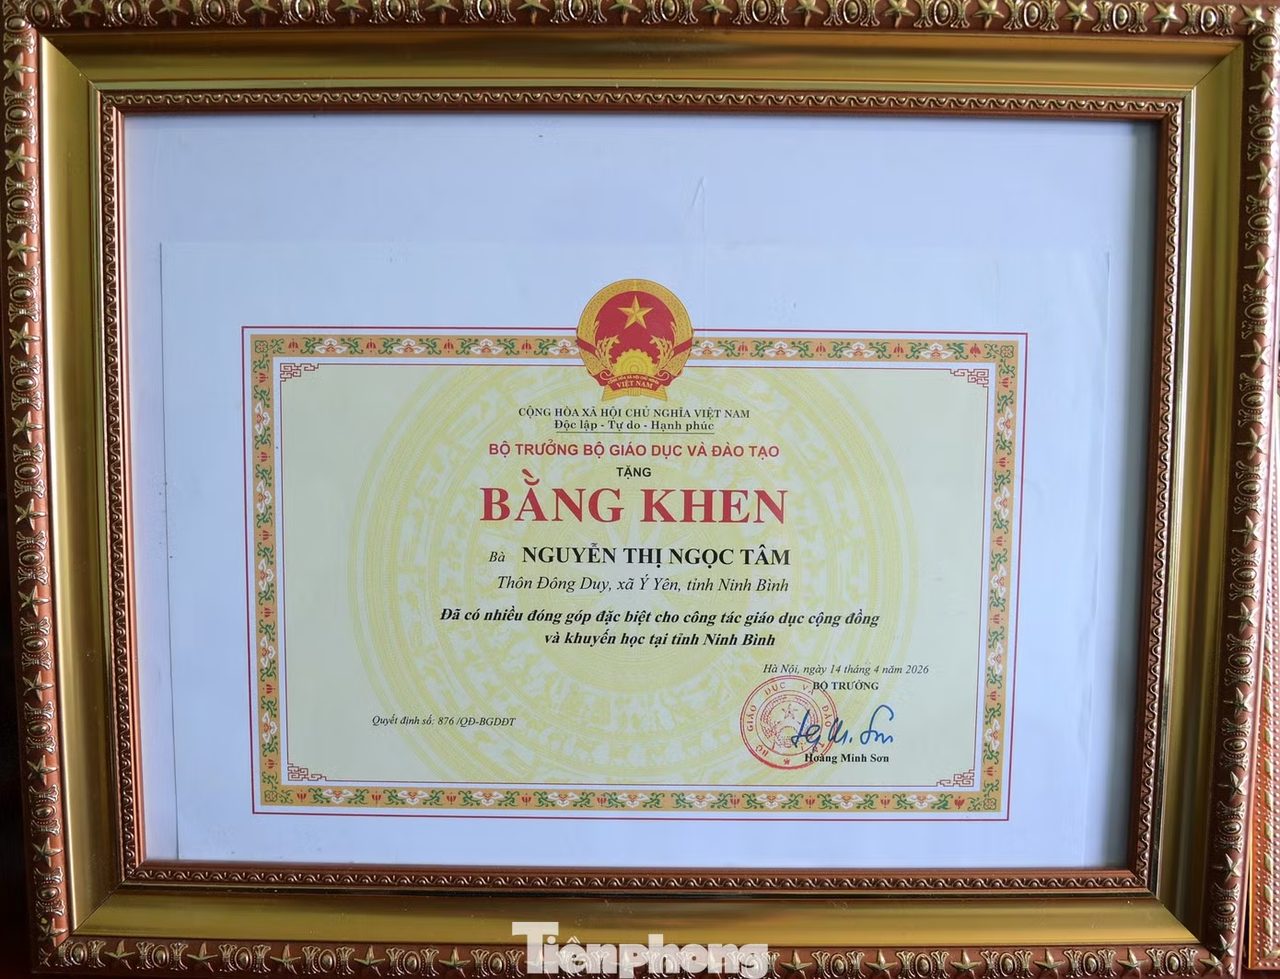 VIỆT NAM
CỘNG HÒA XÃ HỘI CHỦ NGHĨA VIỆT NAM
Độc lập - Tự do - Hạnh phúc
BỘ TRƯỞNG BỘ GIÁO DỤC VÀ ĐÀO TẠO
TẶNG
BẰNG KHEN
Bà NGUYỄN THỊ NGỌC TÂM
Thôn Đông Duy, xã Ý Yên, tỉnh Ninh Bình
Đã có nhiều đóng góp đặc biệt cho công tác giáo dục cộng đồng
và khuyến học tại tỉnh Ninh Bình
Hà Nội, ngày 14 tháng 4 năm 2026
BỘ TRƯỞNG
Quyết định số: 876 /QĐ-BGDĐT
Hoàng Minh Sơn
Tiênphong